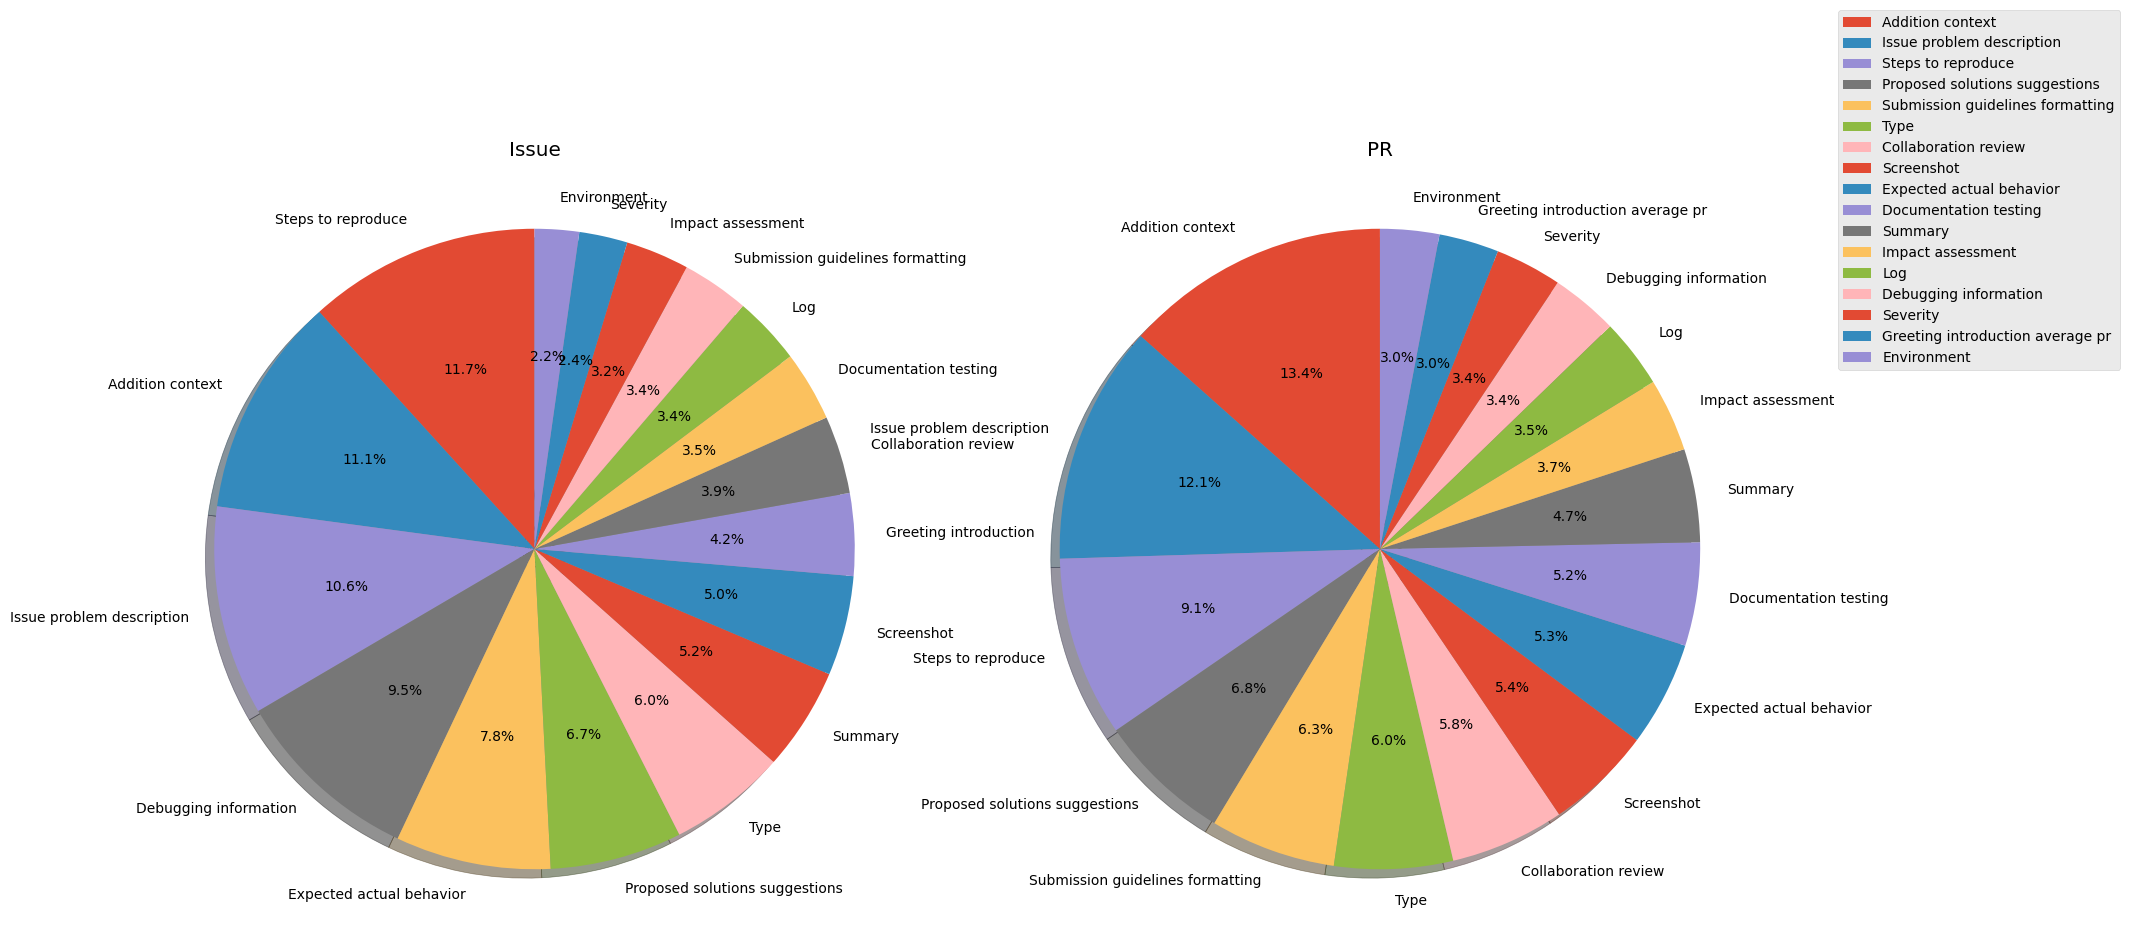 Issue
Environment
Severity
Steps to reproduce
Impact assessment
Submission guidelines formatting
Log
Documentation testing
Addition context
Issue problem description
Collaboration review
Greeting introduction
Issue problem description
Screenshot
Summary
Debugging information
Type
Expected actual behavior
Proposed solutions suggestions
11.7%
11.1%
10.6%
9.5%
7.8%
6.7%
6.0%
5.2%
5.0%
4.2%
3.9%
3.5%
3.4%
3.4%
3.2%
2.4%
2.2%
PR
Environment
Greeting introduction average pr
Addition context
Severity
Debugging information
Log
Impact assessment
Summary
Documentation testing
Steps to reproduce
Expected actual behavior
Proposed solutions suggestions
Screenshot
Submission guidelines formatting
Collaboration review
Type
13.4%
12.1%
9.1%
6.8%
6.3%
6.0%
5.8%
5.4%
5.3%
5.2%
4.7%
3.7%
3.5%
3.4%
3.4%
3.0%
3.0%
Addition context
Issue problem description
Steps to reproduce
Proposed solutions suggestions
Submission guidelines formatting
Type
Collaboration review
Screenshot
Expected actual behavior
Documentation testing
Summary
Impact assessment
Log
Debugging information
Severity
Greeting introduction average pr
Environment